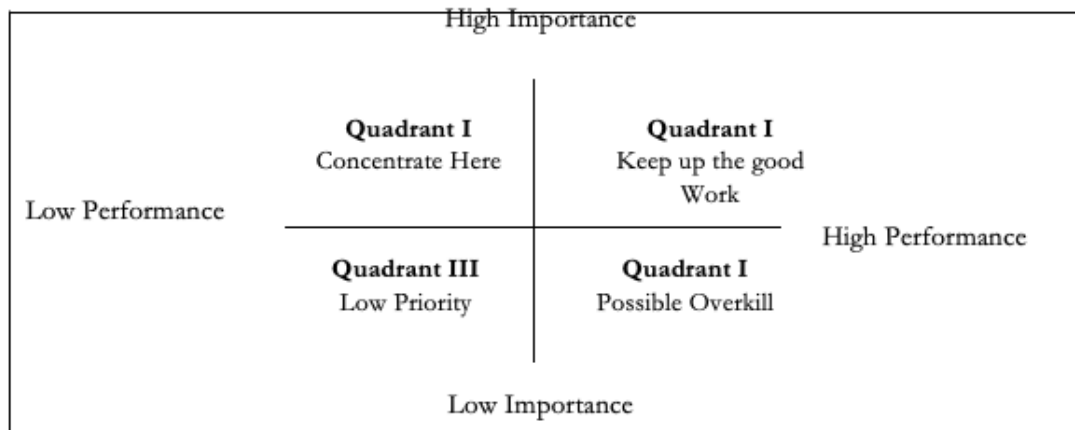 High Importance
Quadrant I
Concentrate Here
Quadrant I
Keep up the good
Work
Low Performance
High Performance
Quadrant III
Low Priority
Quadrant I
Possible Overkill
Low Importance